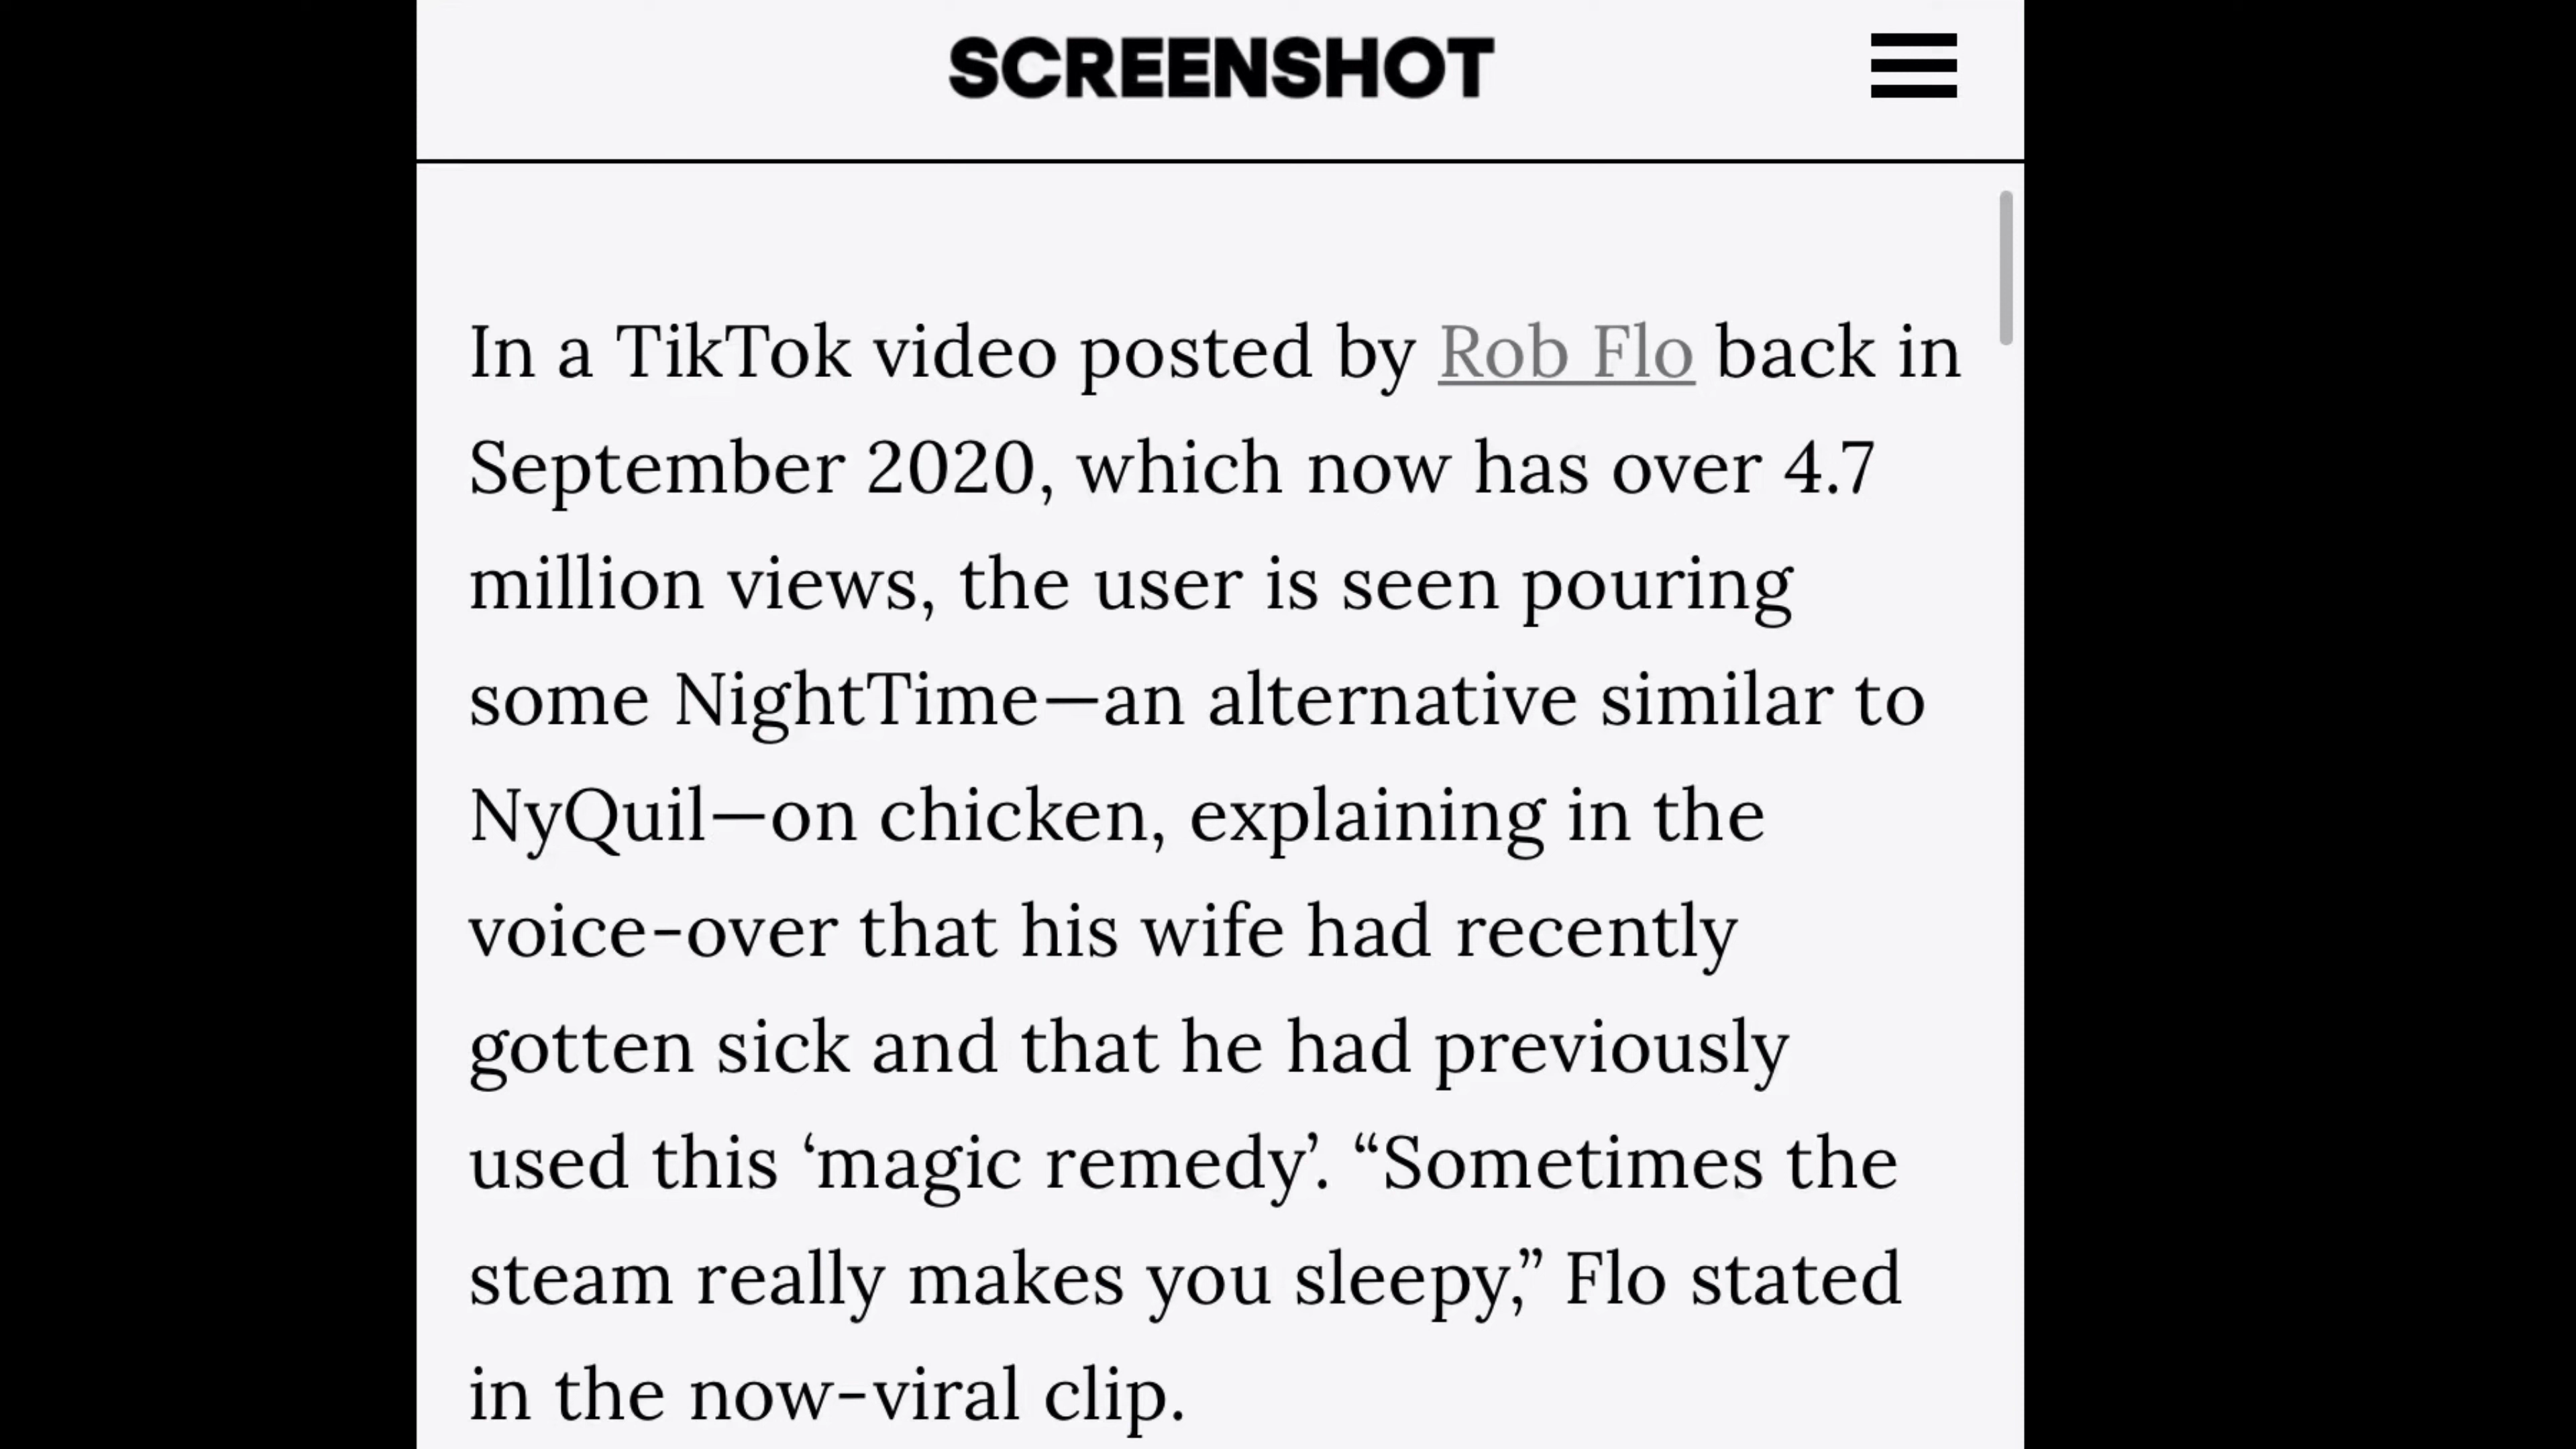 SCREENSHOT
In a TikTok video posted by Rob Flo back in
September 2020, which now has over 4.7
million views, the user is seen pouring
some NightTime—an alternative similar to
NyQuil—on chicken, explaining in the
voice-over that his wife had recently
gotten sick and that he had previously
used this ‘magic remedy’. “Sometimes the
steam really makes you sleepy,” Flo stated
in the now-viral clip.